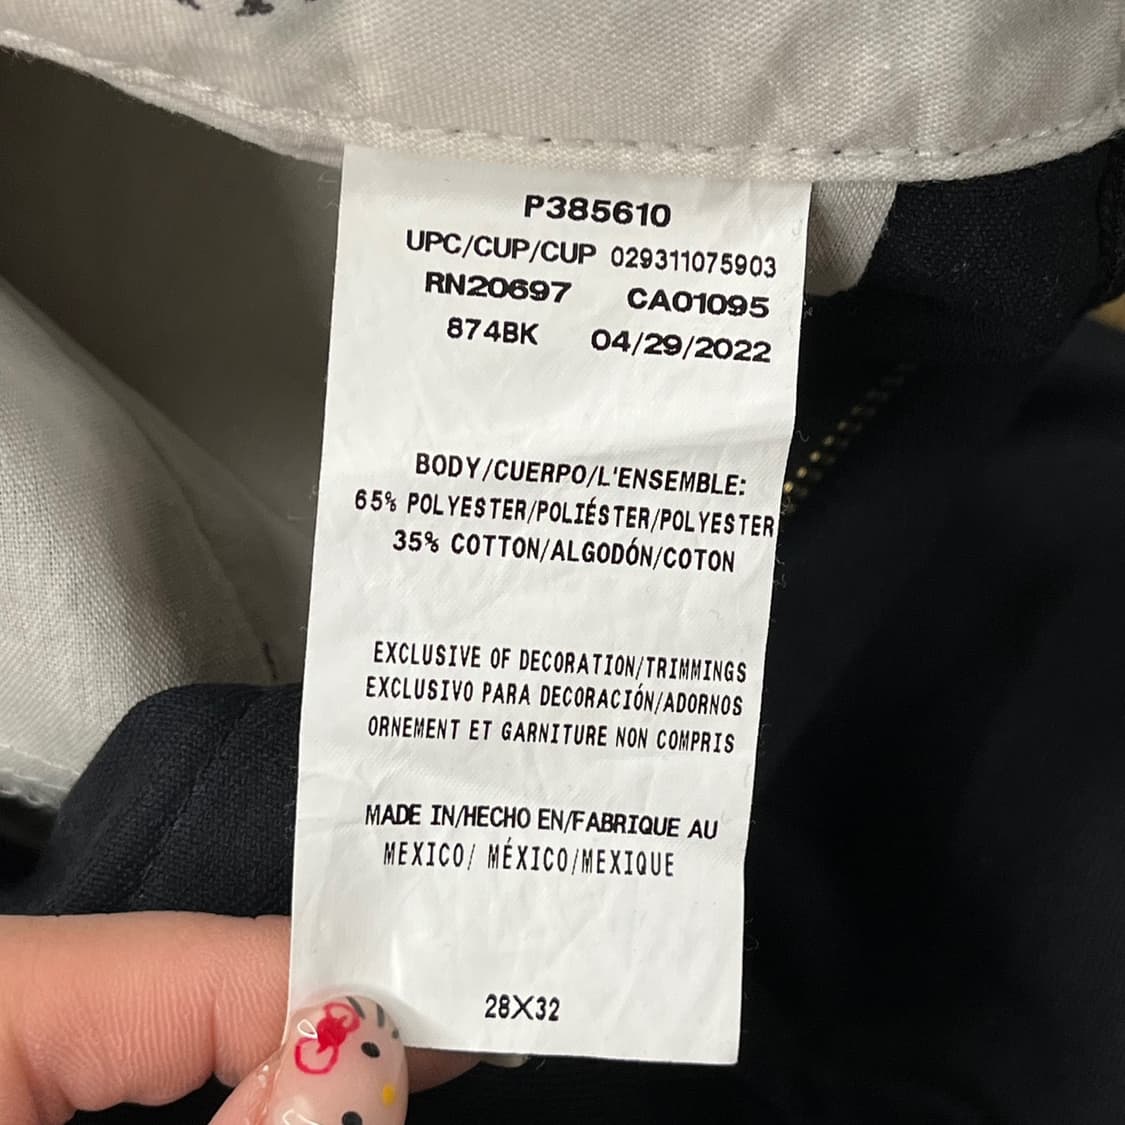 P385610
UPC/CUP/CUP 029311075903
RN20697 CA01095
874BK 04/29/2022
BODY/CUERPO/L'ENSEMBLE:
65% POLYESTER/POLIÉSTER/POLYESTER
35% COTTON/ALGODÓN/COTON
EXCLUSIVE OF DECORATION/TRIMMINGS
EXCLUSIVO PARA DECORACIÓN/ADORNOS
ORNEMENT ET GARNITURE NON COMPRIS
MADE IN/HECHO EN/FABRIQUE AU
MEXICO/ MÉXICO/MEXIQUE
28X32